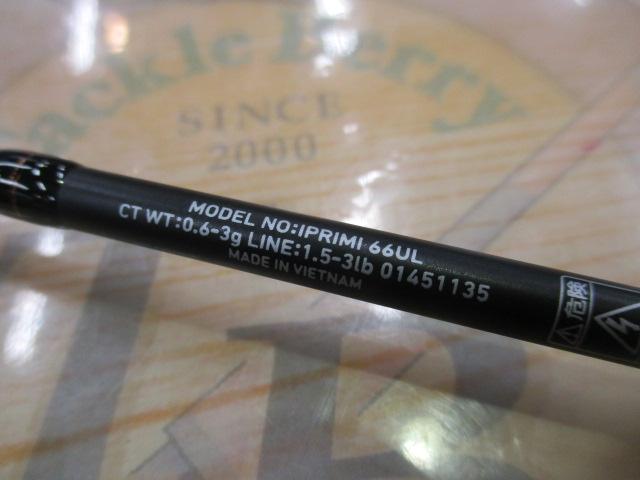 Tackle Berry
SINCE
2000
MODEL NO:IPRIMI 66UL
CT WT:0.6-3g LINE:1.5-3lb 01451135
MADE IN VIETNAM
危険